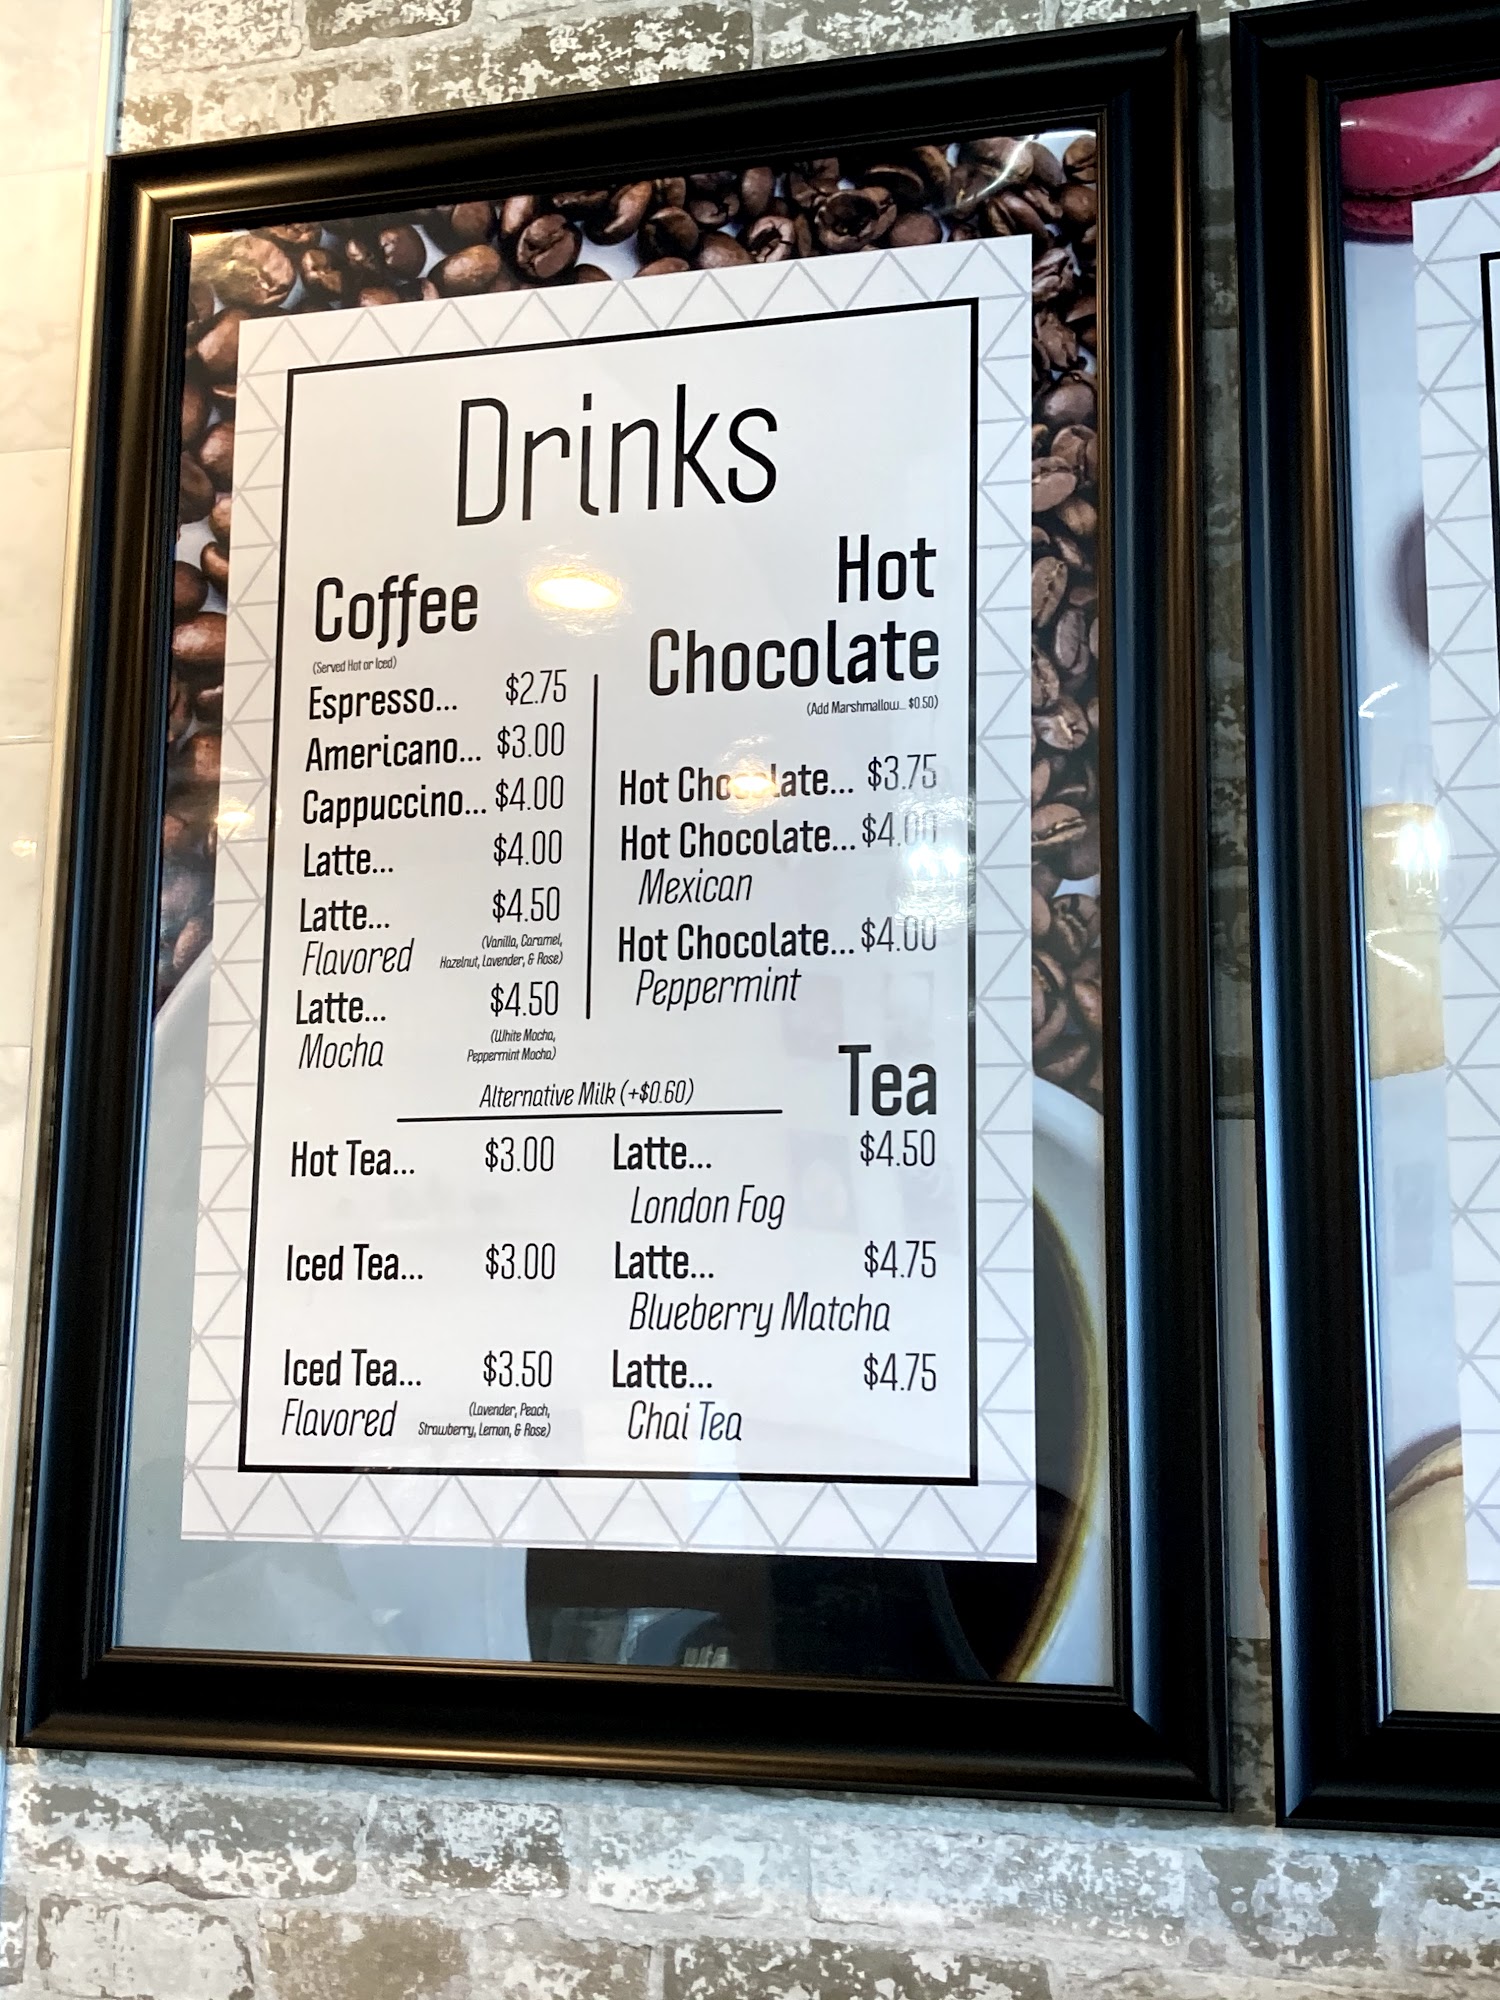 Drinks
Coffee
(Served Hot or Iced)
Espresso... $2.75
Americano... $3.00
Cappuccino... $4.00
Latte... $4.00
Latte... $4.50
Flavored (Vanilla, Caramel,
Hazelnut, Lavender, & Rose)
Latte... $4.50
Mocha (White Mocha,
Peppermint Mocha)
Hot
Chocolate
(Add Marshmallow... $0.50)
Hot Chocolate... $3.75
Hot Chocolate... $4.00
Mexican
Hot Chocolate... $4.00
Peppermint
Alternative Milk (+$0.60)
Tea
Hot Tea... $3.00
Iced Tea... $3.00
Iced Tea... $3.50
Flavored (Lavender, Peach,
Strawberry, Lemon, & Rose)
Latte... $4.50
London Fog
Latte... $4.75
Blueberry Matcha
Latte... $4.75
Chai Tea